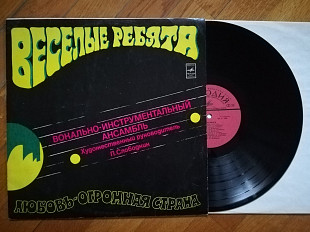 ВЕСЕЛЫЕ РЕБЯТА
ВОКАЛЬНО-ИНСТРУМЕНТАЛЬНЫЙ
АНСАМБЛЬ
Художественный руководитель
П. Слободкин
ЛЮБОВЬ-ОГРОМНАЯ СТРАНА